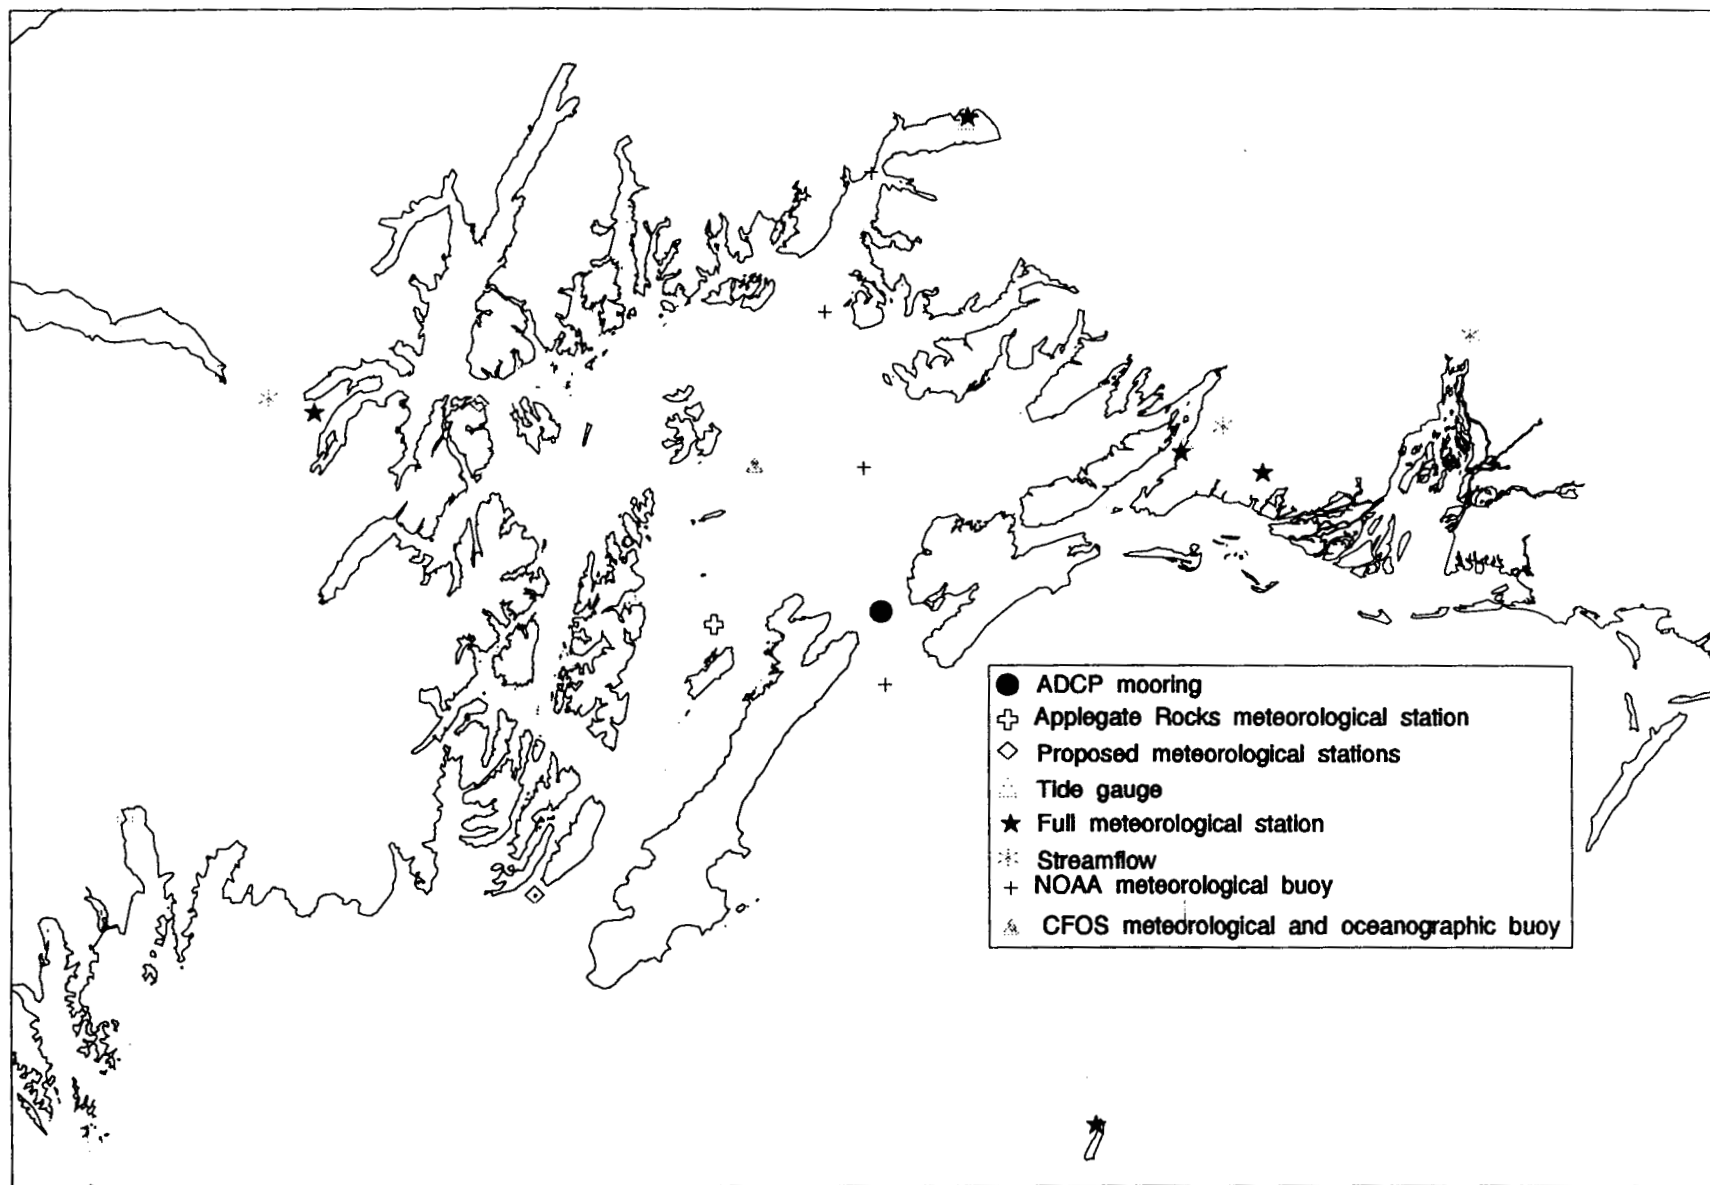 ADCP mooring
Applegate Rocks meteorological station
Proposed meteorological stations
Tide gauge
Full meteorological station
Streamflow
NOAA meteorological buoy
CFOS meteorological and oceanographic buoy